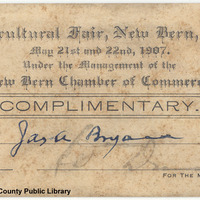 cultural Fair, New Bern,
May 21st and 22nd, 1907.
Under the Management of the
ew Bern Chamber of Commerc
COMPLIMENTARY.
Jas A Bryan
FOR THE M
County Public Library